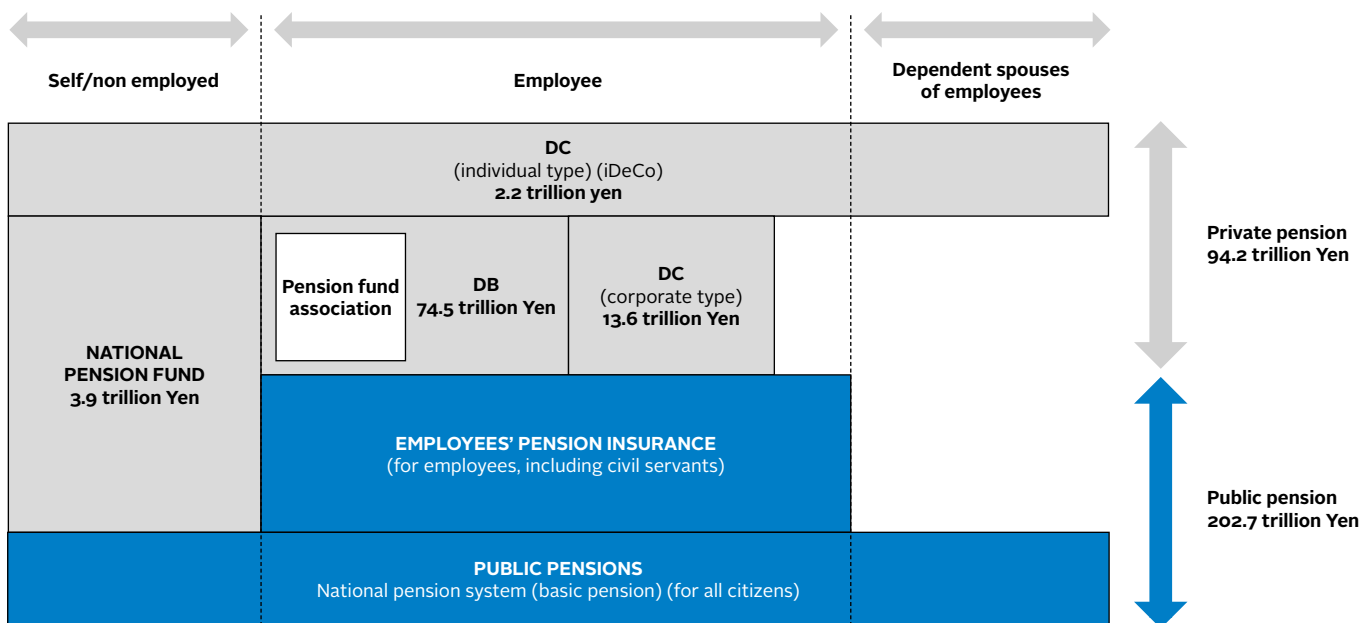 Self/non employed
Employee
Dependent spouses
of employees
DC
(individual type) (iDeCo)
2.2 trillion yen
Private pension
94.2 trillion Yen
Pension fund
association
DB
74.5 trillion Yen
DC
(corporate type)
13.6 trillion Yen
NATIONAL
PENSION FUND
3.9 trillion Yen
EMPLOYEES’ PENSION INSURANCE
(for employees, including civil servants)
Public pension
202.7 trillion Yen
PUBLIC PENSIONS
National pension system (basic pension) (for all citizens)